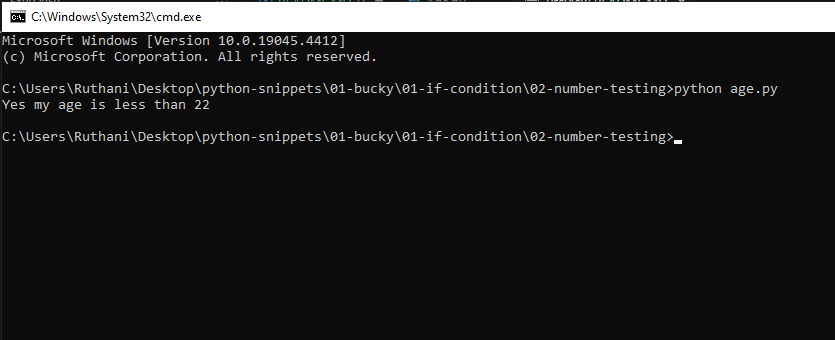 C:\Windows\System32\cmd.exe
Microsoft Windows [Version 10.0.19045.4412]
(c) Microsoft Corporation. All rights reserved.
C:\Users\Ruthani\Desktop\python-snippets\01-bucky\01-if-condition\02-number-testing>python age.py
Yes my age is less than 22
C:\Users\Ruthani\Desktop\python-snippets\01-bucky\01-if-condition\02-number-testing>